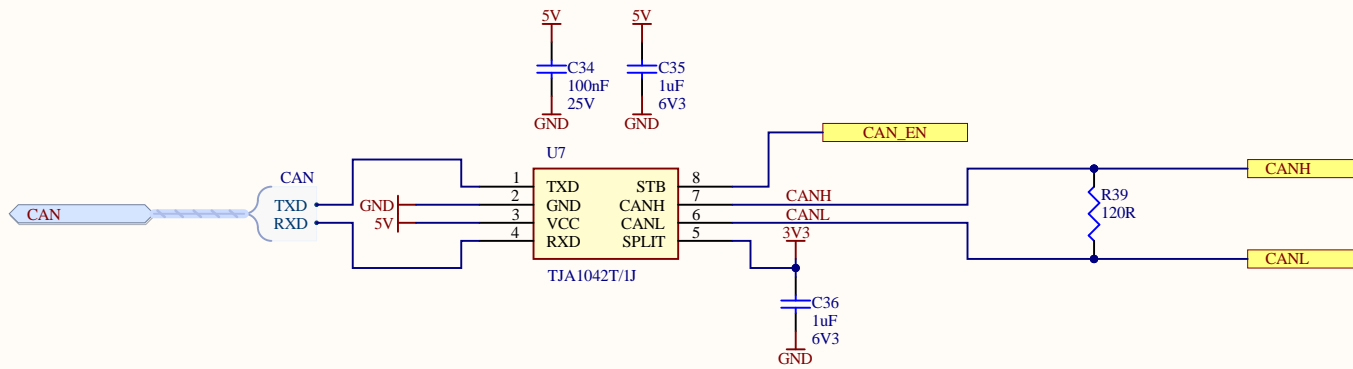 5V
5V
C34
100nF
25V
C35
1uF
6V3
GND
GND
CAN_EN
U7
CAN
CAN
TXD
RXD
GND
5V
1
2
3
4
TXD
GND
VCC
RXD
STB
CANH
CANL
SPLIT
8
7
6
5
TJA1042T/1J
CANH
CANL
3V3
C36
1uF
6V3
GND
R39
120R
CANH
CANL